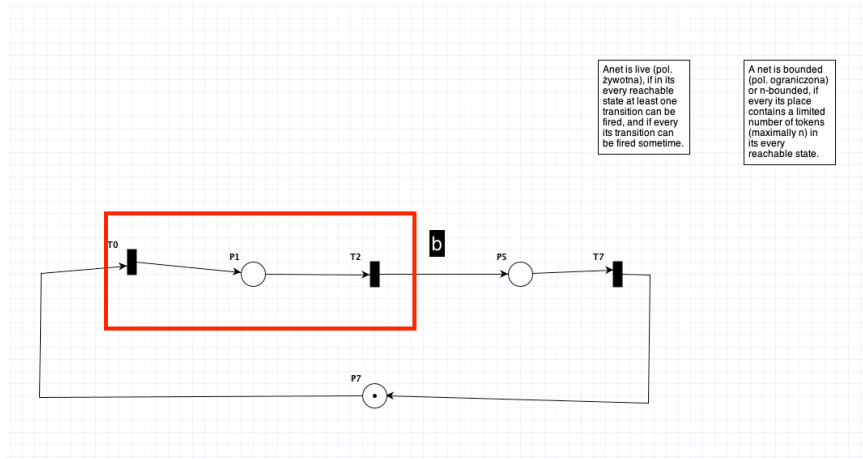 Anet is live (pol.
żywotna), if in its
every reachable
state at least one
transition can be
fired, and if every
its transition can
be fired sometime.
A net is bounded
(pol. ograniczona)
or n-bounded, if
every its place
contains a limited
number of tokens
(maximally n) in
its every
reachable state.
b
T0
P1
T2
P5
T7
P7